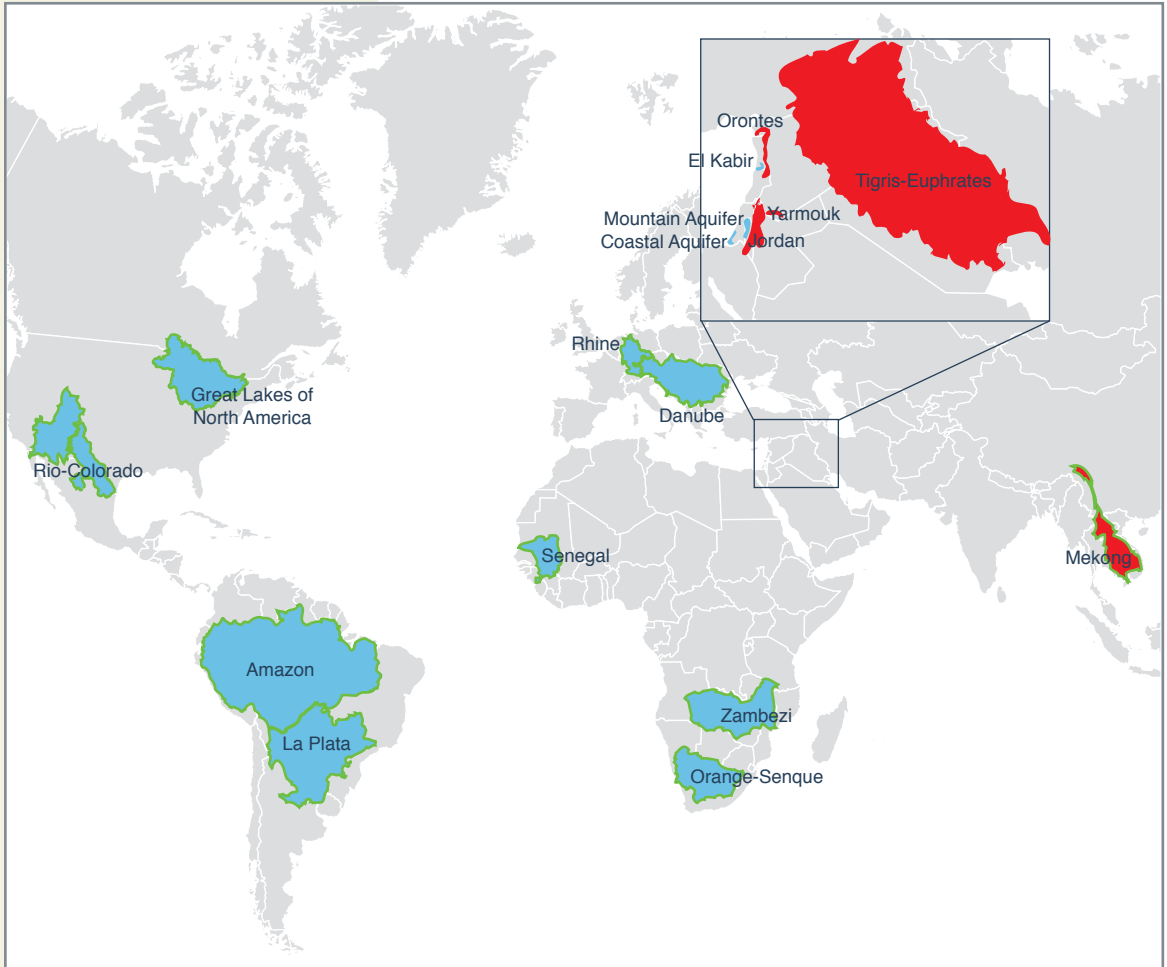 Orontes
El Kabir
Tigris-Euphrates
Mountain Aquifer
Yarmouk
Coastal Aquifer
Jordan
Rhine
Great Lakes of
North America
Danube
Rio-Colorado
Senegal
Mekong
Amazon
Zambezi
La Plata
Orange-Senque